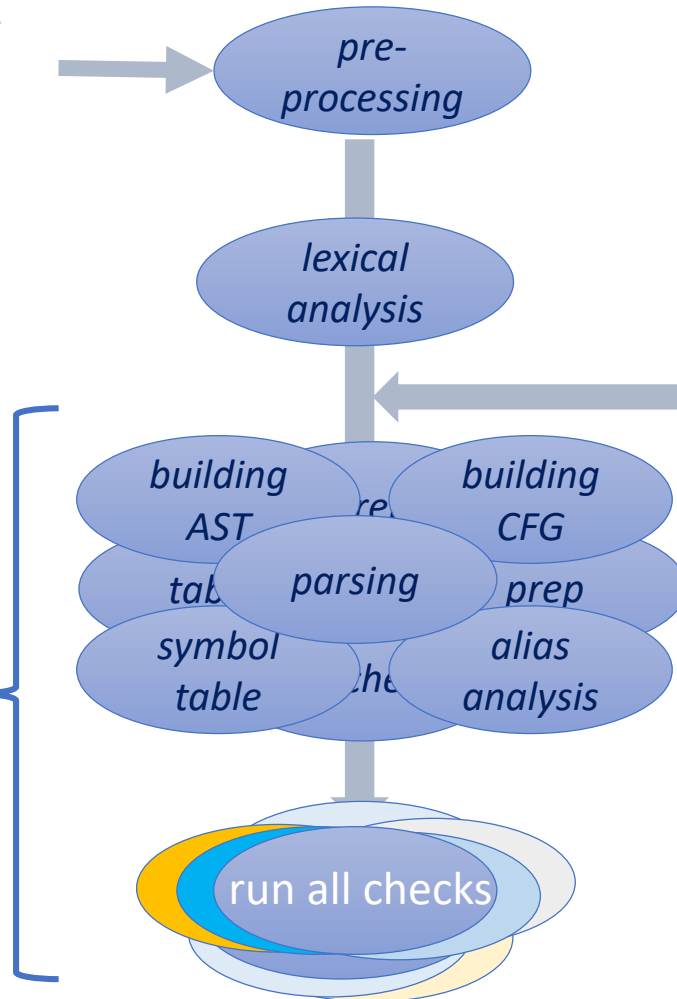 pre-
processing
lexical
analysis
building
AST
building
CFG
parsing
prep
symbol
table
alias
analysis
run all checks